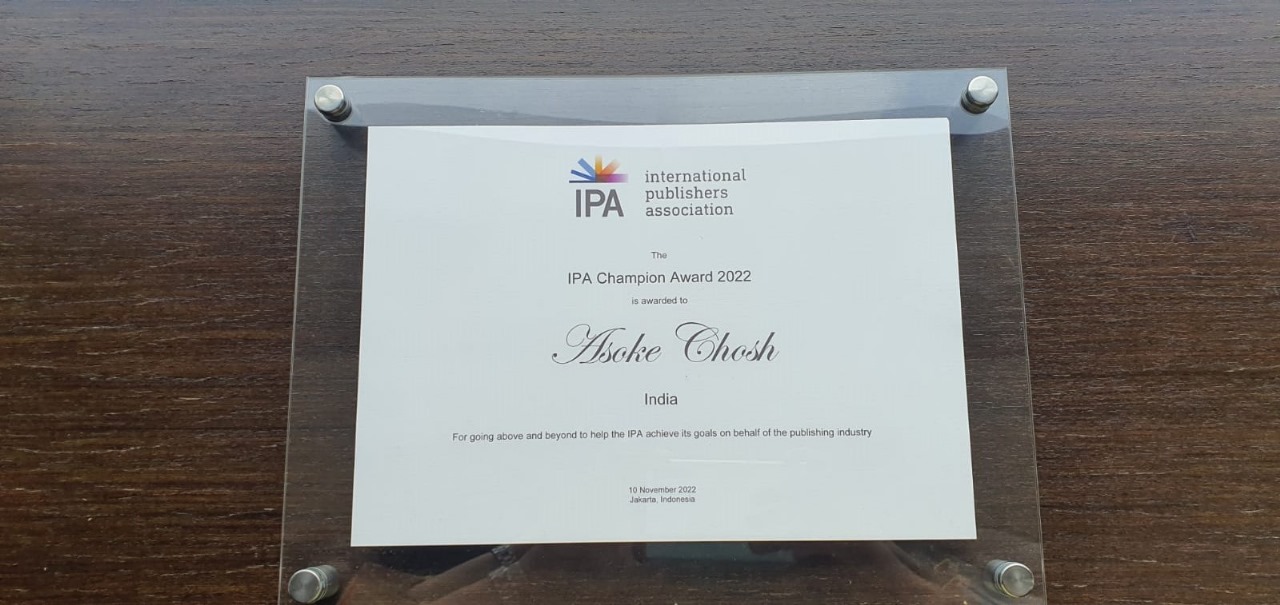 IPA
international
publishers
association
The
IPA Champion Award 2022
is awarded to
Asoke Chosh
India
For going above and beyond to help the IPA achieve its goals on behalf of the publishing industry
10 November 2022
Jakarta, Indonesia